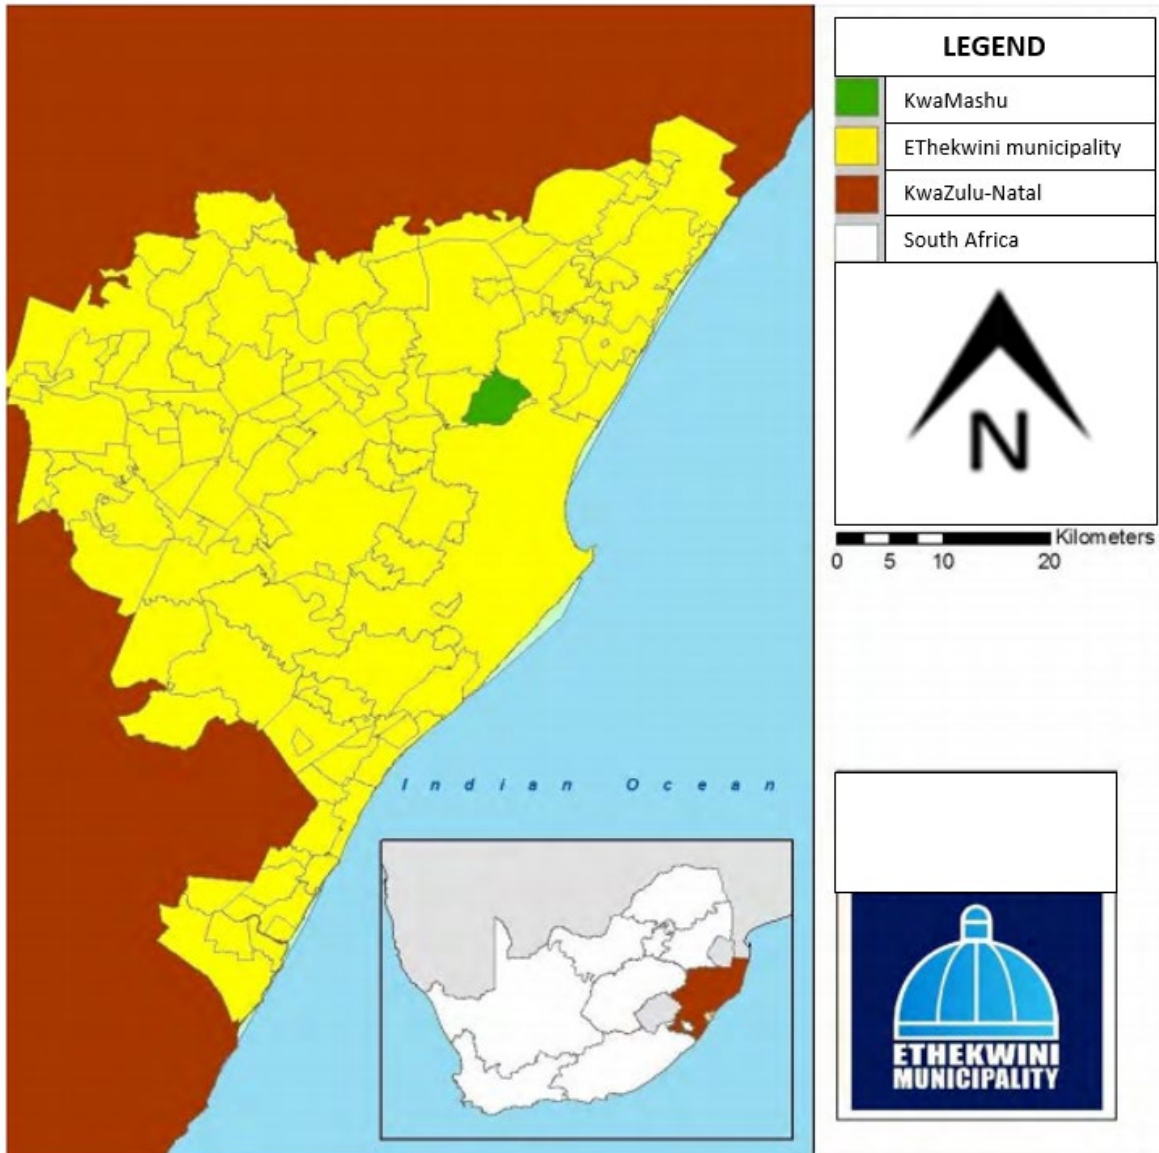 LEGEND
KwaMashu
EThekwini municipality
KwaZulu-Natal
South Africa
N
Kilometers
0 5 10 20
Indian Ocean
ETHEKWINI
MUNICIPALITY